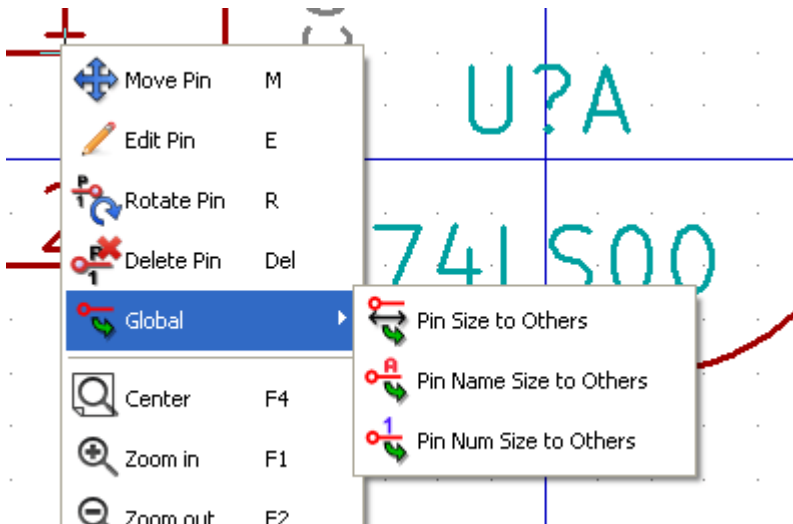 U?A
Move Pin M
Edit Pin E
Rotate Pin R
74LS00
Delete Pin Del
Global
Pin Size to Others
Pin Name Size to Others
Center F4
Pin Num Size to Others
Zoom in F1
Zoom out F2